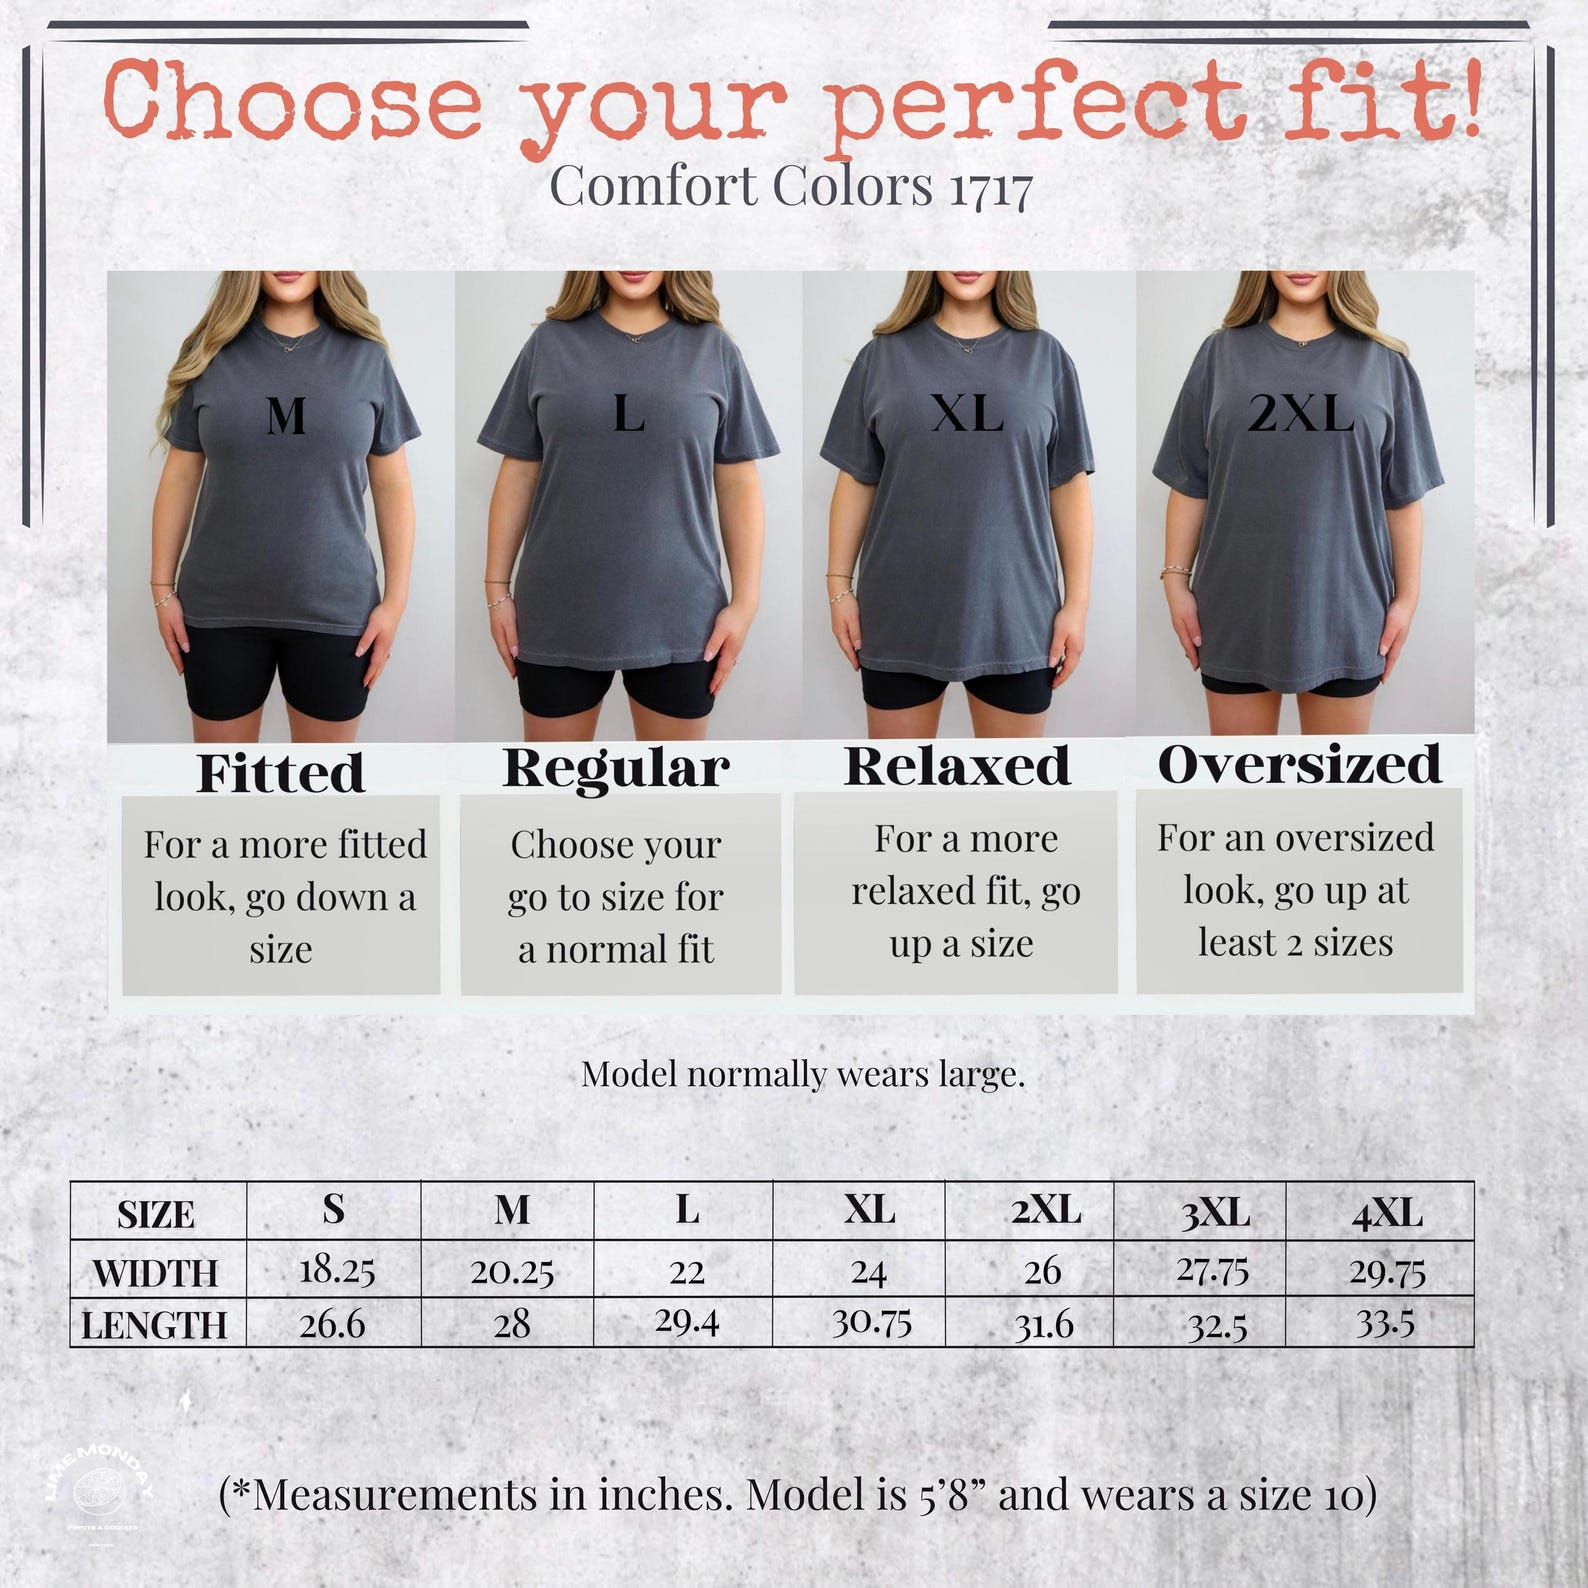 Choose your perfect fit!
Comfort Colors 1717
M L XL 2XL
Fitted Regular Relaxed Oversized
For a more fitted
look, go down a
size
Choose your
go to size for
a normal fit
For a more
relaxed fit, go
up a size
For an oversized
look, go up at
least 2 sizes
Model normally wears large.
SIZE S M L XL 2XL 3XL 4XL
WIDTH 18.25 20.25 22 24 26 27.75 29.75
LENGTH 26.6 28 29.4 30.75 31.6 32.5 33.5
LIME MONDAY
PRINTS & GOODIES
(*Measurements in inches. Model is 5’8” and wears a size 10)